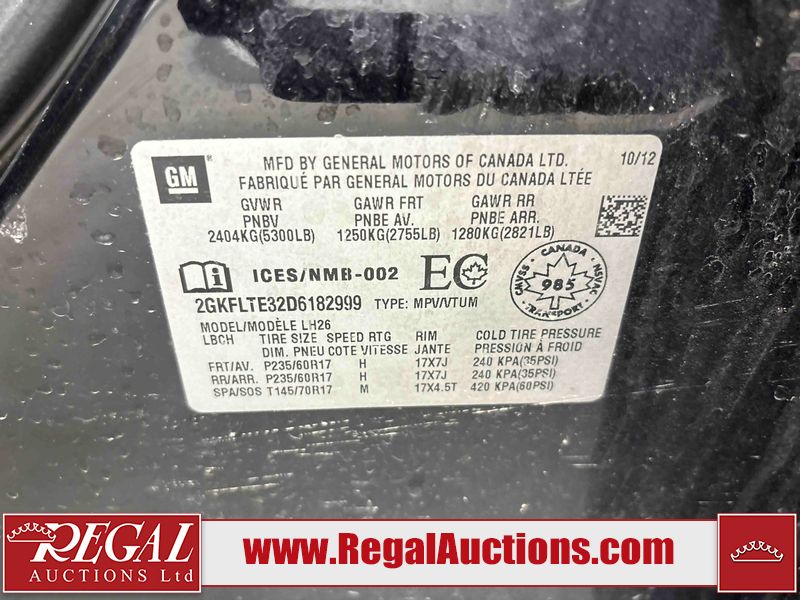 GM
MFD BY GENERAL MOTORS OF CANADA LTD. 10/12
FABRIQUÉ PAR GENERAL MOTORS DU CANADA LTÉE
GVWR GAWR FRT GAWR RR
PNBV PNBE AV. PNBE ARR.
2404KG(5300LB) 1250KG(2755LB) 1280KG(2821LB)
ICES/NMB-002 EC
CANADA
CMVSS 985 NSVAC
TRANSPORT
2GKFLTE32D6182999 TYPE: MPV/VTUM
MODEL/MODÈLE LH26
LBCH TIRE SIZE SPEED RTG RIM COLD TIRE PRESSURE
DIM. PNEU COTE VITESSE JANTE PRESSION À FROID
FRT/AV. P235/60R17 H 17X7J 240 KPA(35PSI)
RR/ARR. P235/60R17 H 17X7J 240 KPA(35PSI)
SPA/SOS T145/70R17 M 17X4.5T 420 KPA(60PSI)
REGAL
AUCTIONS Ltd
www.RegalAuctions.com